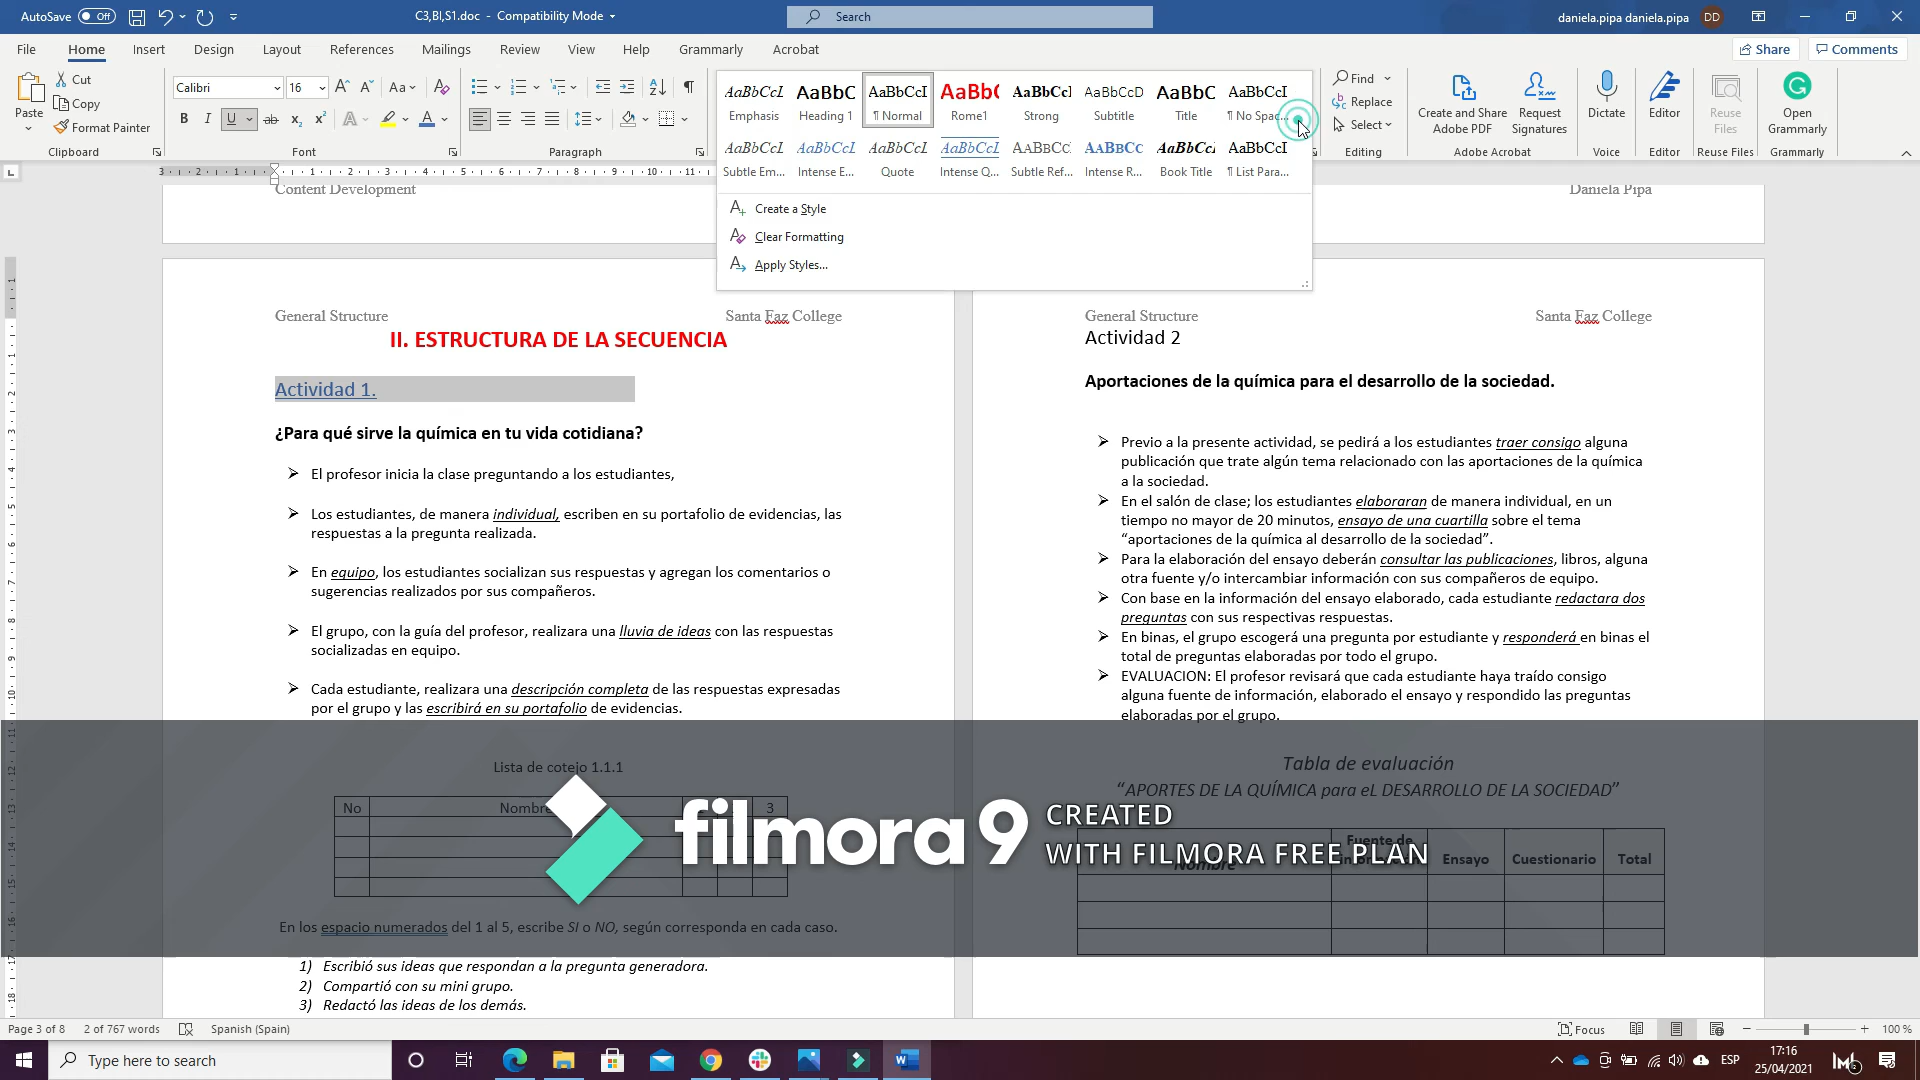 AutoSave Off C3,BI,S1.doc - Compatibility Mode Search daniela.pipa daniela.pipa DD
File Home Insert Design Layout References Mailings Review View Help Grammarly Acrobat Share Comments
Paste Cut Copy Format Painter
Clipboard
Calibri 16
Font
Paragraph
AaBbCcI AaBbC AaBbCcI AaBb( AaBbCcI AaBbCcD AaBbC AaBbCcI
Emphasis Heading 1 ¶ Normal Rome1 Strong Subtitle Title ¶ No Spac...
AaBbCcI AaBbCcI AaBbCcI AaBbCcI AaBbCc AaBbCc AaBbCcI AaBbCcI
Subtle Em... Intense E... Quote Intense Q... Subtle Ref... Intense R... Book Title ¶ List Para...
Create a Style
Clear Formatting
Apply Styles...
Find
Replace
Select
Editing
Create and Share Adobe PDF
Request Signatures
Adobe Acrobat
Dictate
Voice
Editor
Editor
Reuse Files
Reuse Files
Open Grammarly
Grammarly
Content Development Daniela Pipa
General Structure Santa Faz College
II. ESTRUCTURA DE LA SECUENCIA
Actividad 1.
¿Para qué sirve la química en tu vida cotidiana?
El profesor inicia la clase preguntando a los estudiantes,
Los estudiantes, de manera individual, escriben en su portafolio de evidencias, las
respuestas a la pregunta realizada.
En equipo, los estudiantes socializan sus respuestas y agregan los comentarios o
sugerencias realizados por sus compañeros.
El grupo, con la guía del profesor, realizara una lluvia de ideas con las respuestas
socializadas en equipo.
Cada estudiante, realizara una descripción completa de las respuestas expresadas
por el grupo y las escribirá en su portafolio de evidencias.
Lista de cotejo 1.1.1
No 3
En los espacio numerados del 1 al 5, escribe SI o NO, según corresponda en cada caso.
1) Escribió sus ideas que respondan a la pregunta generadora.
2) Compartió con su mini grupo.
3) Redactó las ideas de los demás.
General Structure Santa Faz College
Actividad 2
Aportaciones de la química para el desarrollo de la sociedad.
Previo a la presente actividad, se pedirá a los estudiantes traer consigo alguna
publicación que trate algún tema relacionado con las aportaciones de la química
a la sociedad.
En el salón de clase; los estudiantes elaboraran de manera individual, en un
tiempo no mayor de 20 minutos, ensayo de una cuartilla sobre el tema
“aportaciones de la química al desarrollo de la sociedad”.
Para la elaboración del ensayo deberán consultar las publicaciones, libros, alguna
otra fuente y/o intercambiar información con sus compañeros de equipo.
Con base en la información del ensayo elaborado, cada estudiante redactara dos
preguntas con sus respectivas respuestas.
En binas, el grupo escogerá una pregunta por estudiante y responderá en binas el
total de preguntas elaboradas por todo el grupo.
EVALUACION: El profesor revisará que cada estudiante haya traído consigo
alguna fuente de información, elaborado el ensayo y respondido las preguntas
elaboradas por el grupo.
Tabla de evaluación
“APORTES DE LA QUÍMICA para eL DESARROLLO DE LA SOCIEDAD”
Nombre Fuente de Ensayo Cuestionario Total
filmora 9 CREATED
WITH FILMORA FREE PLAN
Page 3 of 8 2 of 767 words Spanish (Spain) Focus 100 %
Type here to search ESP 17:16
25/04/2021